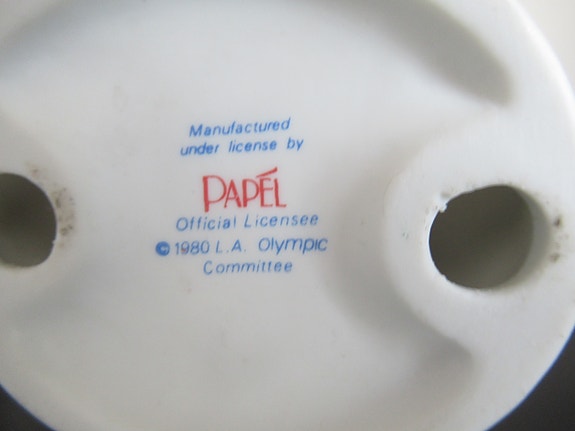 Manufactured
under license by
PAPÉL
Official Licensee
©1980 L.A. Olympic
Committee